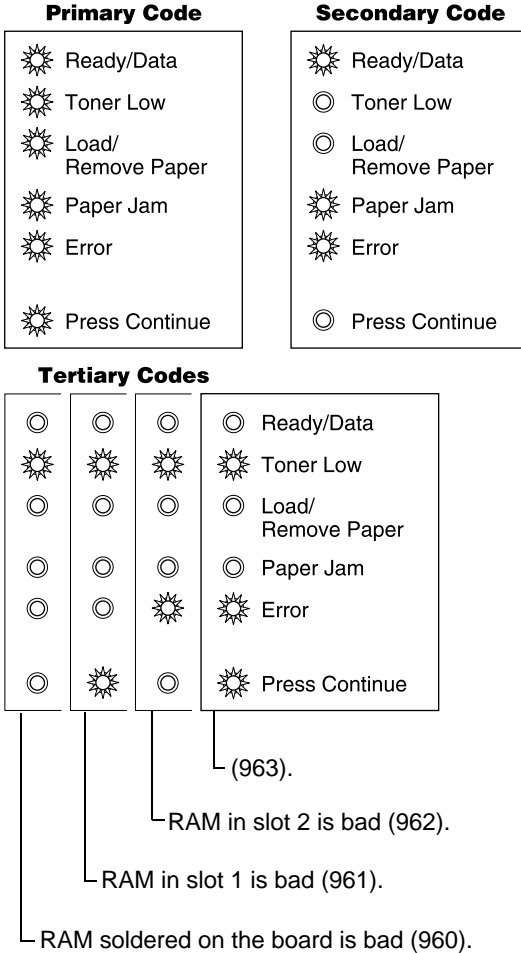 Primary Code
Ready/Data
Toner Low
Load/
Remove Paper
Paper Jam
Error
Press Continue
Secondary Code
Ready/Data
Toner Low
Load/
Remove Paper
Paper Jam
Error
Press Continue
Tertiary Codes
Ready/Data
Toner Low
Load/
Remove Paper
Paper Jam
Error
Press Continue
(963).
RAM in slot 2 is bad (962).
RAM in slot 1 is bad (961).
RAM soldered on the board is bad (960).